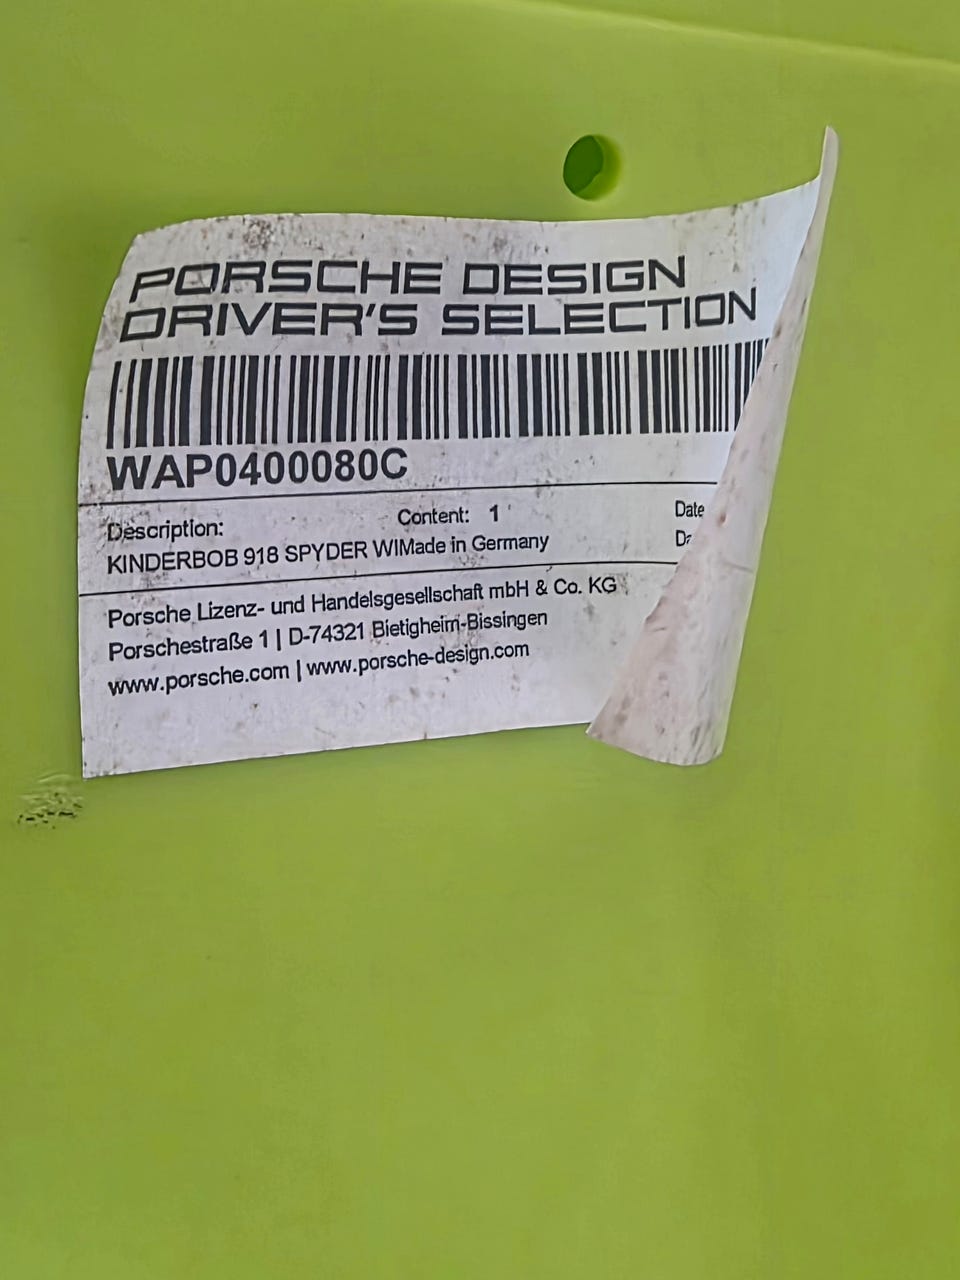 PORSCHE DESIGN
DRIVER'S SELECTION
WAP0400080C
Description: Content: 1 Date
KINDERBOB 918 SPYDER WIMade in Germany
Porsche Lizenz- und Handelsgesellschaft mbH & Co. KG
Porschestraße 1 | D-74321 Bietigheim-Bissingen
www.porsche.com | www.porsche-design.com